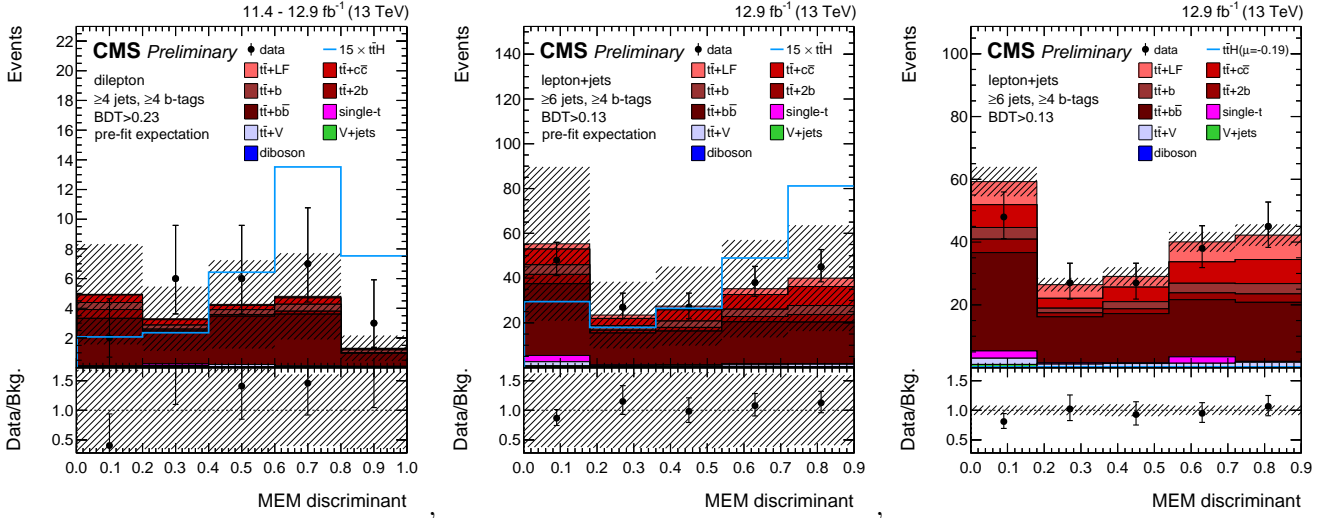 11.4 - 12.9 fb⁻¹ (13 TeV)
Events
CMS Preliminary
dilepton
≥4 jets, ≥4 b-tags
BDT>0.23
pre-fit expectation
data
15 × tt̄H
tt̄+LF
tt̄+cc̄
tt̄+b
tt̄+2b
tt̄+bb̄
single-t
tt̄+V
V+jets
diboson
22
20
18
16
14
12
10
8
6
4
2
Data/Bkg.
1.5
1.0
0.5
0.0 0.1 0.2 0.3 0.4 0.5 0.6 0.7 0.8 0.9 1.0
MEM discriminant
,
12.9 fb⁻¹ (13 TeV)
Events
CMS Preliminary
lepton+jets
≥6 jets, ≥4 b-tags
BDT>0.13
pre-fit expectation
data
15 × tt̄H
tt̄+LF
tt̄+cc̄
tt̄+b
tt̄+2b
tt̄+bb̄
single-t
tt̄+V
V+jets
diboson
140
120
100
80
60
40
20
Data/Bkg.
1.5
1.0
0.5
0.0 0.1 0.2 0.3 0.4 0.5 0.6 0.7 0.8 0.9
MEM discriminant
,
12.9 fb⁻¹ (13 TeV)
Events
CMS Preliminary
lepton+jets
≥6 jets, ≥4 b-tags
BDT>0.13
data
tt̄H(μ=-0.19)
tt̄+LF
tt̄+cc̄
tt̄+b
tt̄+2b
tt̄+bb̄
single-t
tt̄+V
V+jets
diboson
100
80
60
40
20
Data/Bkg.
1.5
1.0
0.5
0.0 0.1 0.2 0.3 0.4 0.5 0.6 0.7 0.8 0.9
MEM discriminant